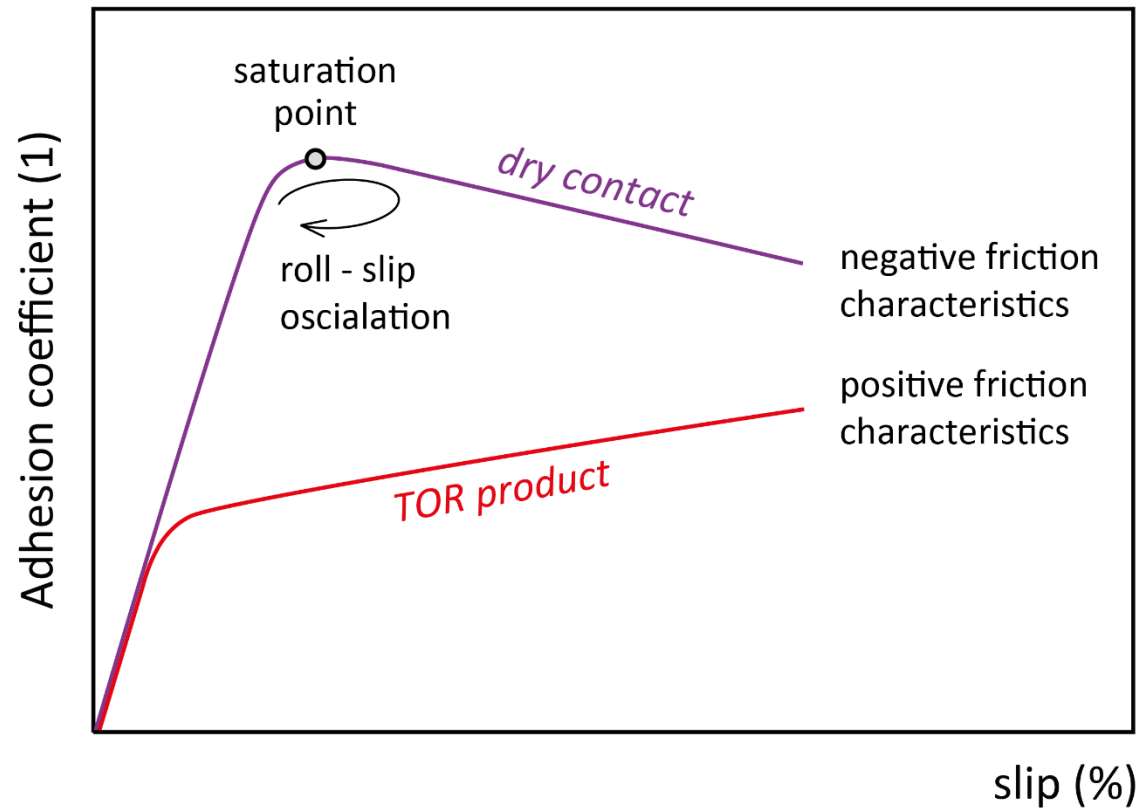 saturation
point
dry contact
roll - slip
oscialation
negative friction
characteristics
positive friction
characteristics
TOR product
Adhesion coefficient (1)
slip (%)